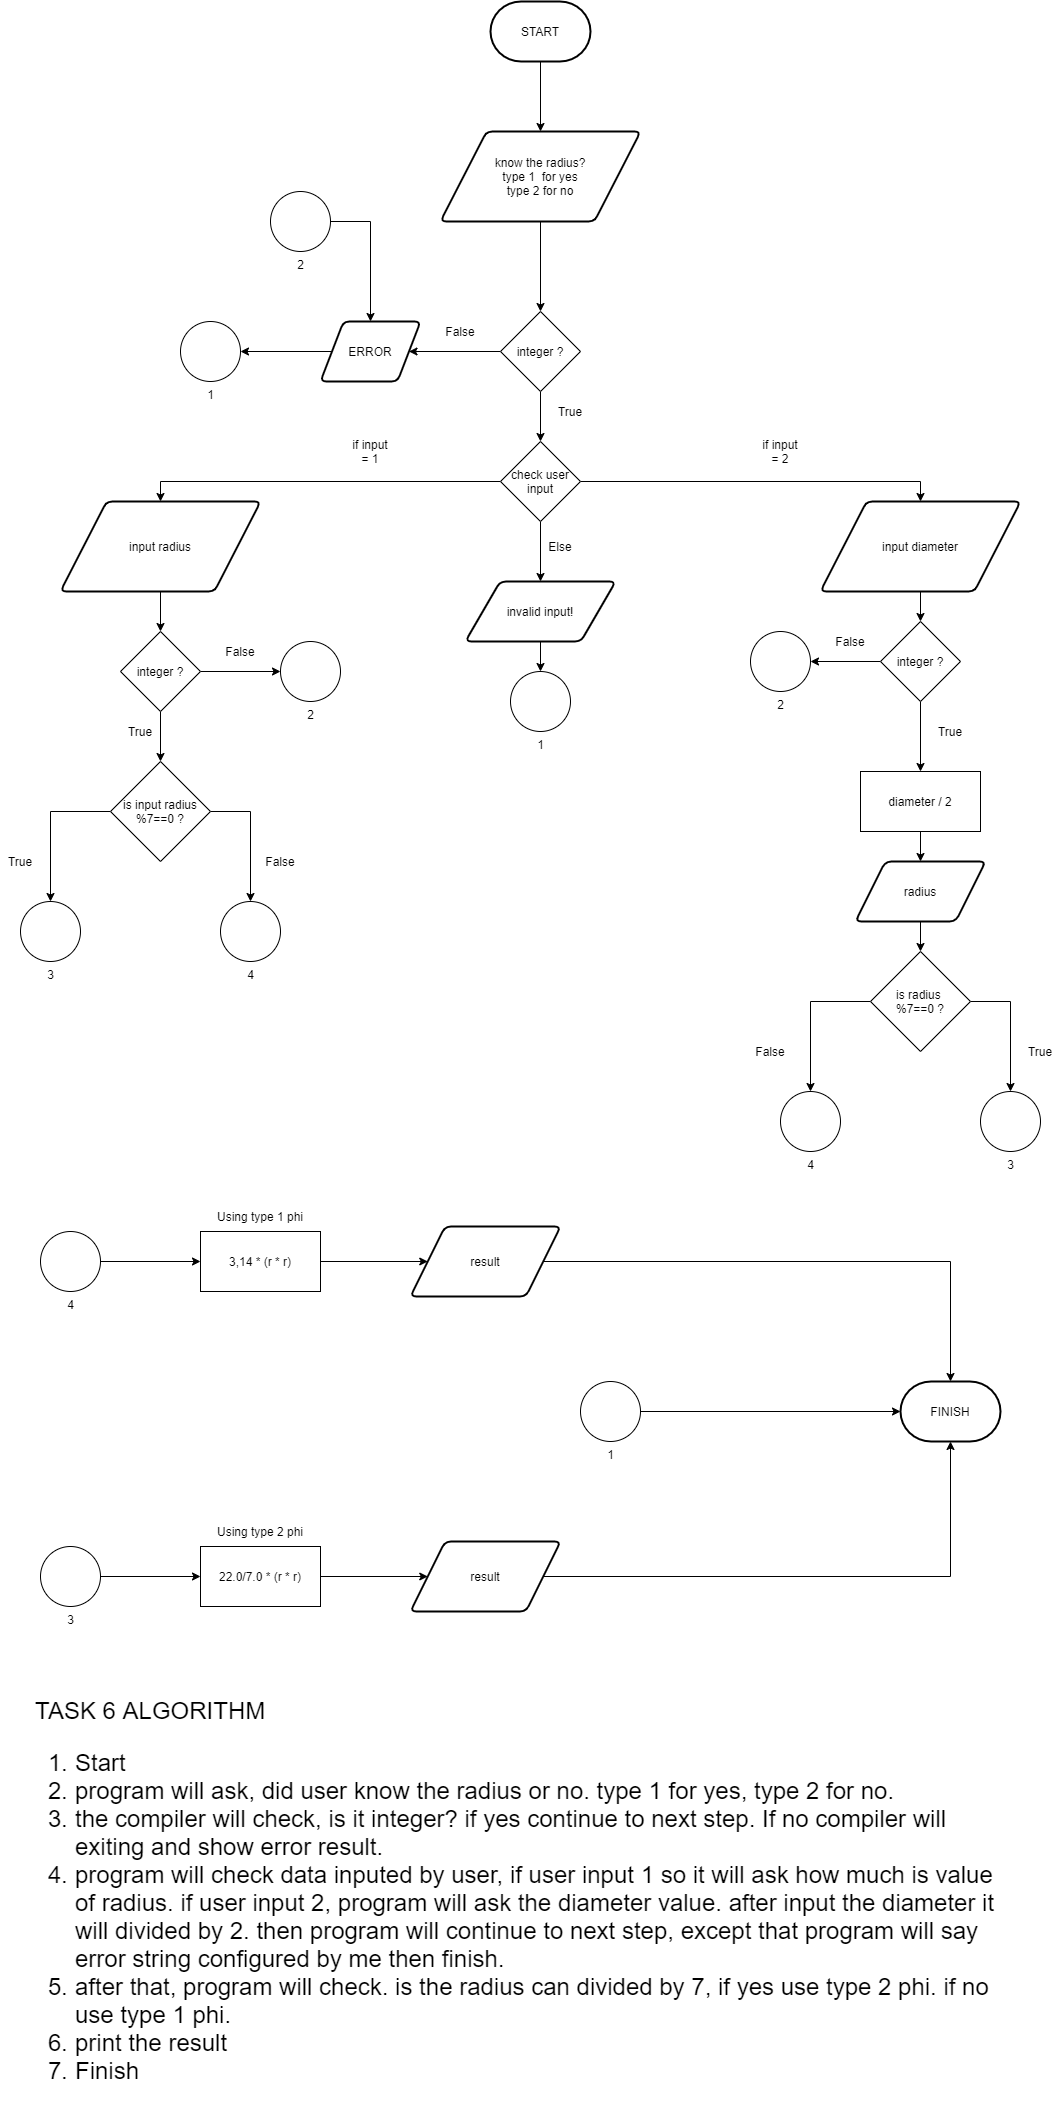 START
know the radius?
type 1 for yes
type 2 for no
2
integer ?
False
ERROR
1
True
check user
input
if input
= 1
if input
= 2
input radius
Else
input diameter
invalid input!
1
integer ?
False
2
True
integer ?
False
2
True
is input radius
%7==0 ?
True
3
False
4
diameter / 2
radius
is radius
%7==0 ?
False
4
True
3
4
Using type 1 phi
3,14 * (r * r)
result
1
FINISH
3
Using type 2 phi
22.0/7.0 * (r * r)
result
TASK 6 ALGORITHM
1. Start
2. program will ask, did user know the radius or no. type 1 for yes, type 2 for no.
3. the compiler will check, is it integer? if yes continue to next step. If no compiler will
exiting and show error result.
4. program will check data inputed by user, if user input 1 so it will ask how much is value
of radius. if user input 2, program will ask the diameter value. after input the diameter it
will divided by 2. then program will continue to next step, except that program will say
error string configured by me then finish.
5. after that, program will check. is the radius can divided by 7, if yes use type 2 phi. if no
use type 1 phi.
6. print the result
7. Finish